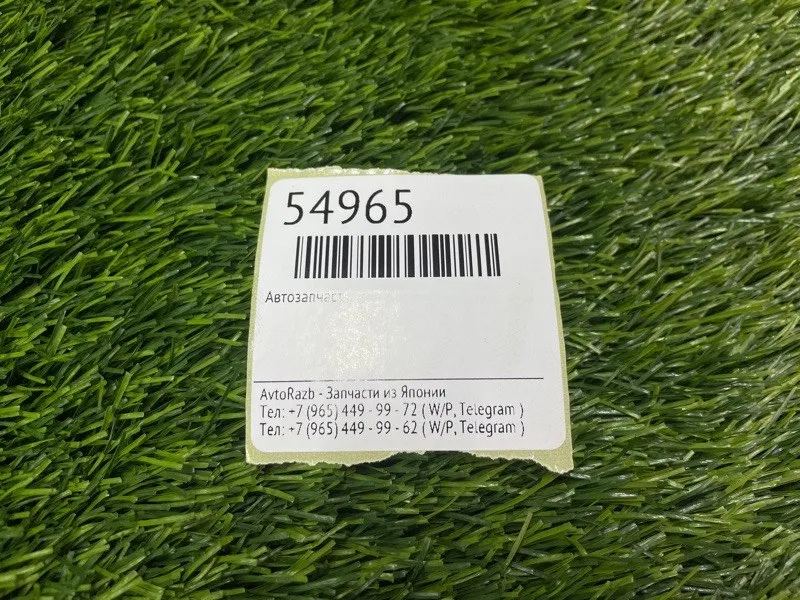 54965
Автозапчасть
AvtoRazb - Запчасти из Японии
Тел: +7 (965) 449 - 99 - 72 ( W/P, Telegram )
Тел: +7 (965) 449 - 99 - 62 ( W/P, Telegram )